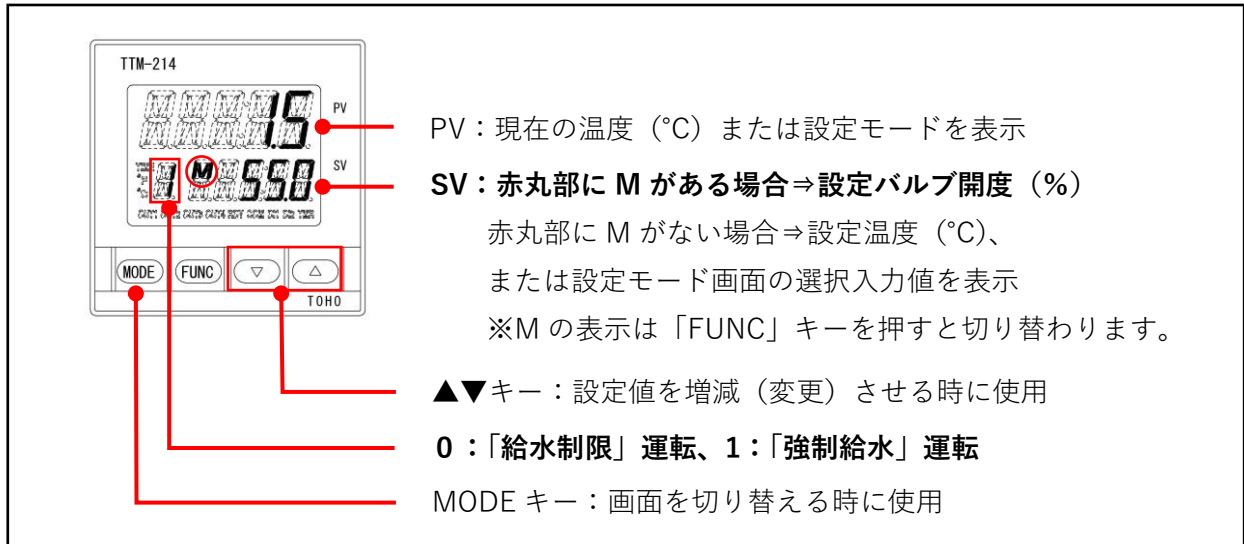 TTM-214
1.5
PV
PV：現在の温度（°C）または設定モードを表示
1 M 55.0
SV
SV：赤丸部に M がある場合⇒設定バルブ開度（%）
赤丸部に M がない場合⇒設定温度（°C）、
または設定モード画面の選択入力値を表示
※M の表示は「FUNC」キーを押すと切り替わります。
MODE FUNC ▽ △
TOHO
▲▼キー：設定値を増減（変更）させる時に使用
0：「給水制限」運転、1：「強制給水」運転
MODE キー：画面を切り替える時に使用